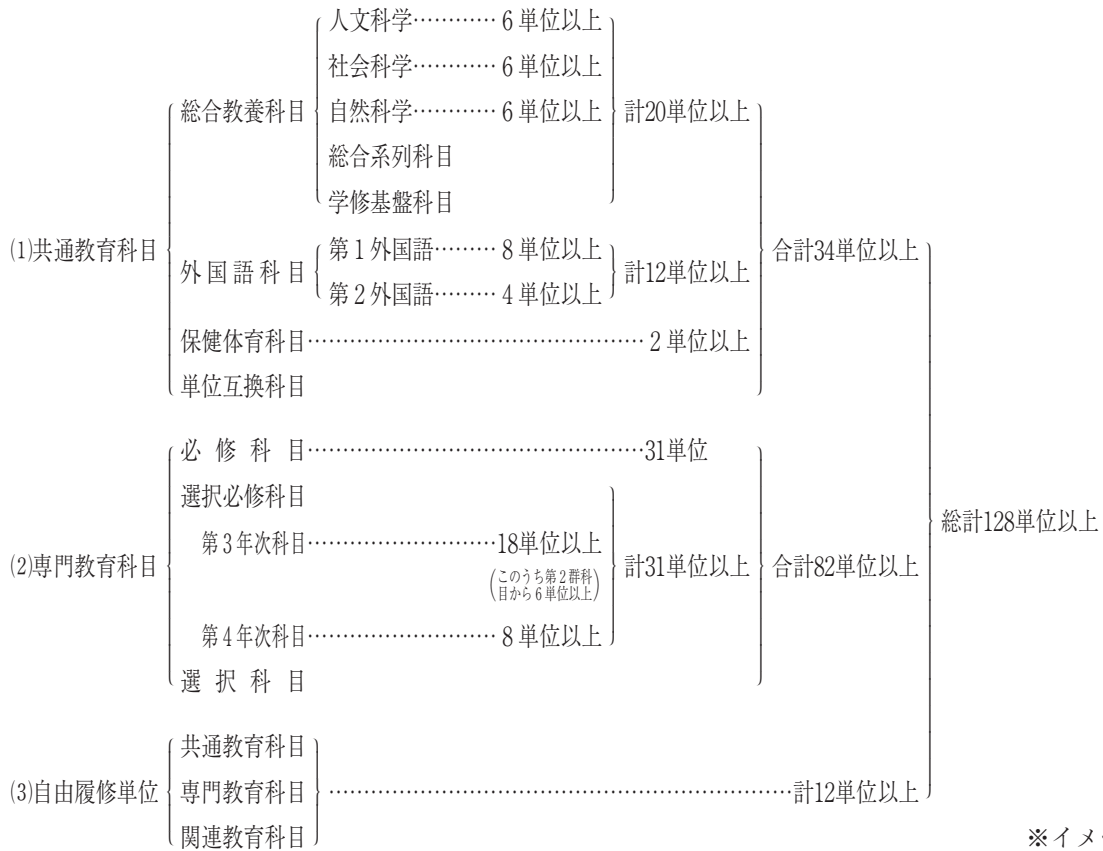 人文科学………… 6単位以上
社会科学………… 6単位以上
総合教養科目 自然科学………… 6単位以上 計20単位以上
総合系列科目
学修基盤科目
(1)共通教育科目 合計34単位以上
外国語科目 第1外国語……… 8単位以上 計12単位以上
第2外国語……… 4単位以上
保健体育科目………………………………………… 2単位以上
単位互換科目
必修科目…………………………………………31単位
選択必修科目
総計128単位以上
第3年次科目………………………18単位以上
(2)専門教育科目 計31単位以上 合計82単位以上
(このうち第2群科
目から6単位以上)
第4年次科目……………………… 8単位以上
選択科目
共通教育科目
(3)自由履修単位 専門教育科目 …………………………………………………………計12単位以上
関連教育科目
※イメ